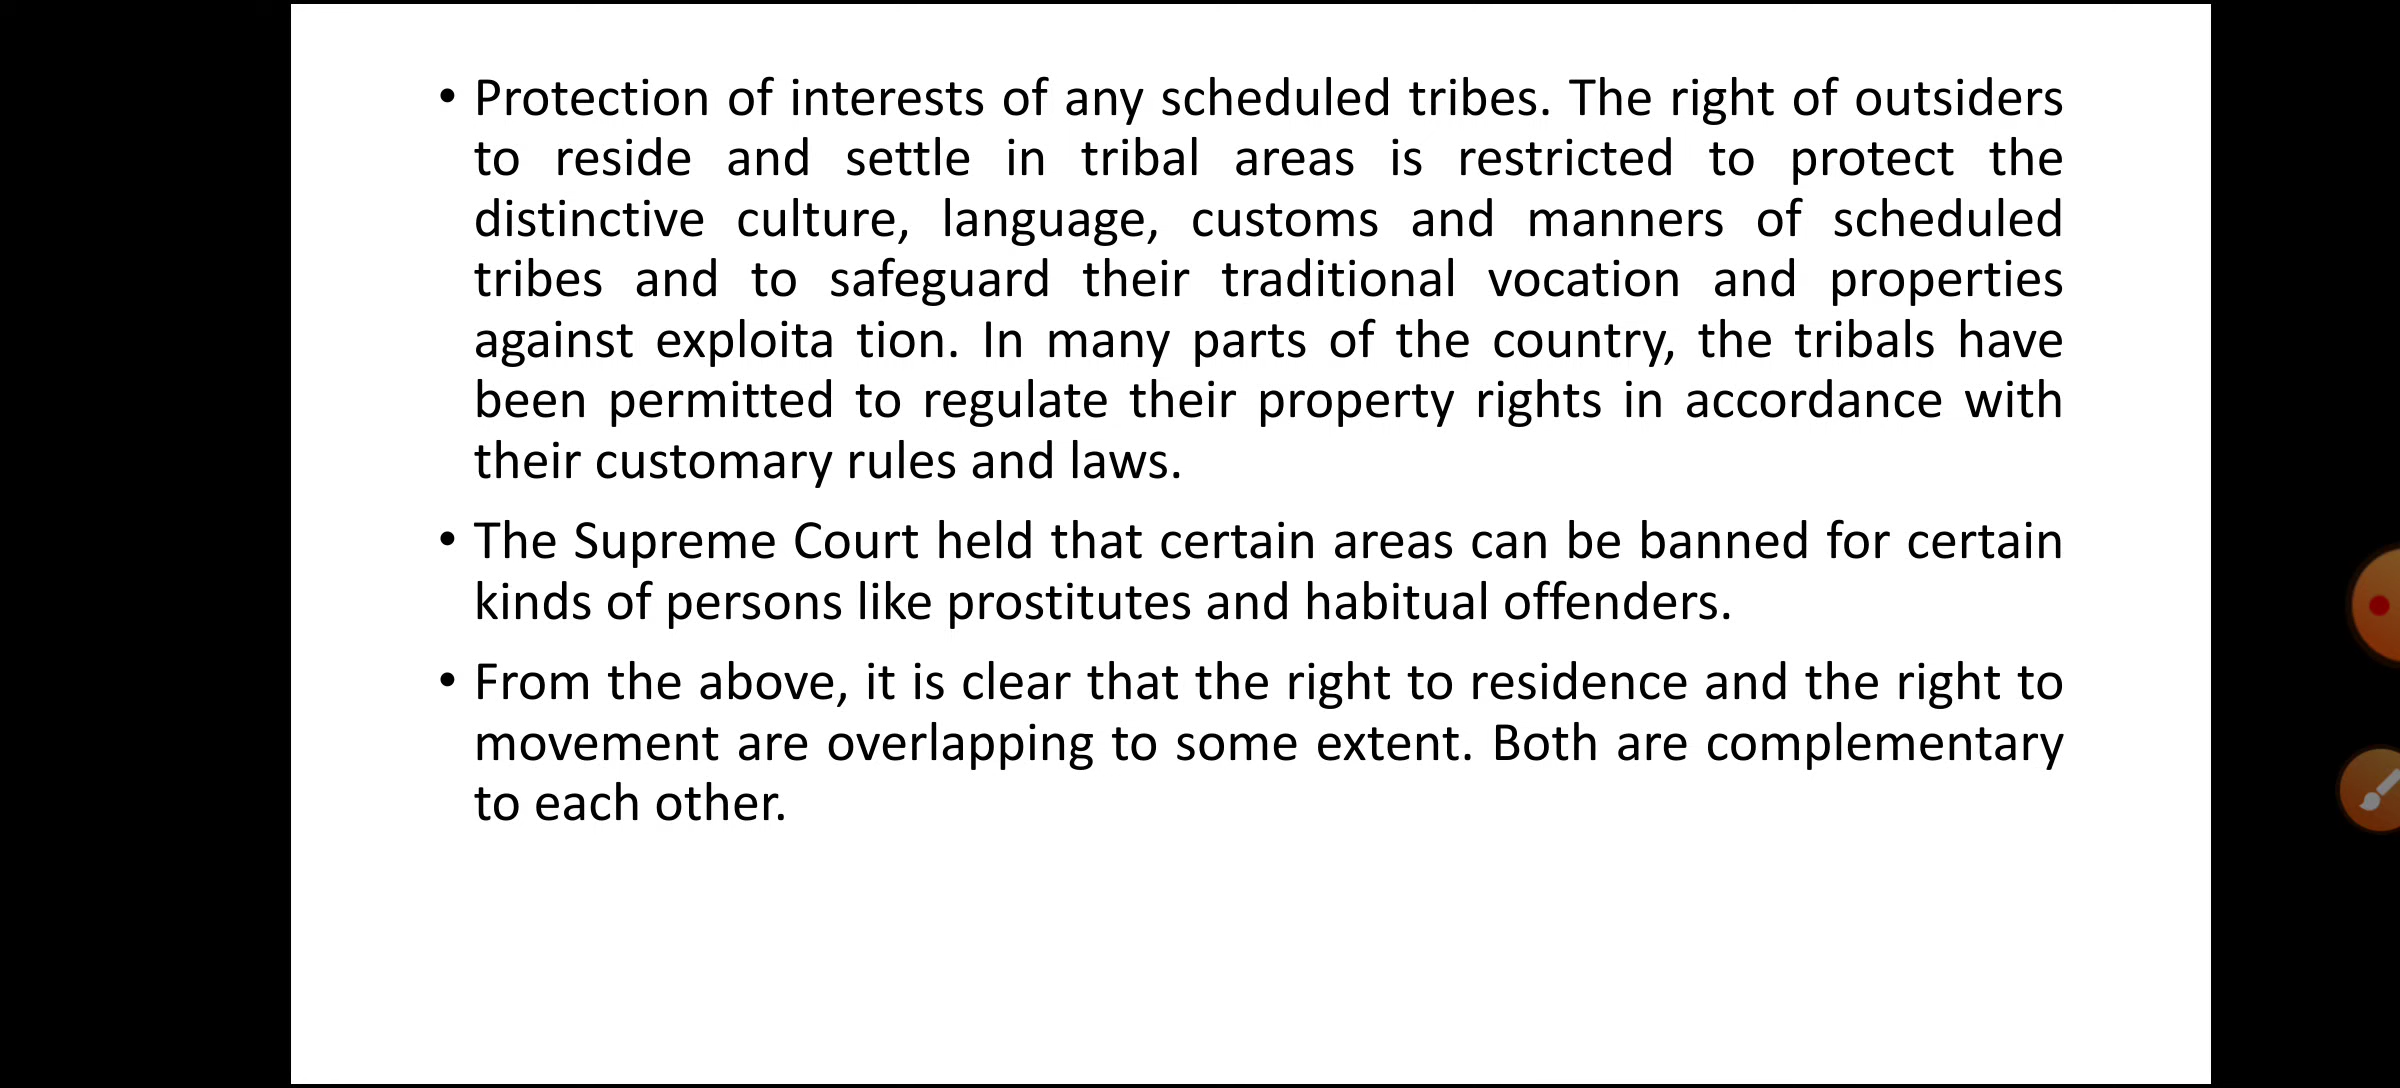 • Protection of interests of any scheduled tribes. The right of outsiders
to reside and settle in tribal areas is restricted to protect the
distinctive culture, language, customs and manners of scheduled
tribes and to safeguard their traditional vocation and properties
against exploita tion. In many parts of the country, the tribals have
been permitted to regulate their property rights in accordance with
their customary rules and laws.
• The Supreme Court held that certain areas can be banned for certain
kinds of persons like prostitutes and habitual offenders.
• From the above, it is clear that the right to residence and the right to
movement are overlapping to some extent. Both are complementary
to each other.